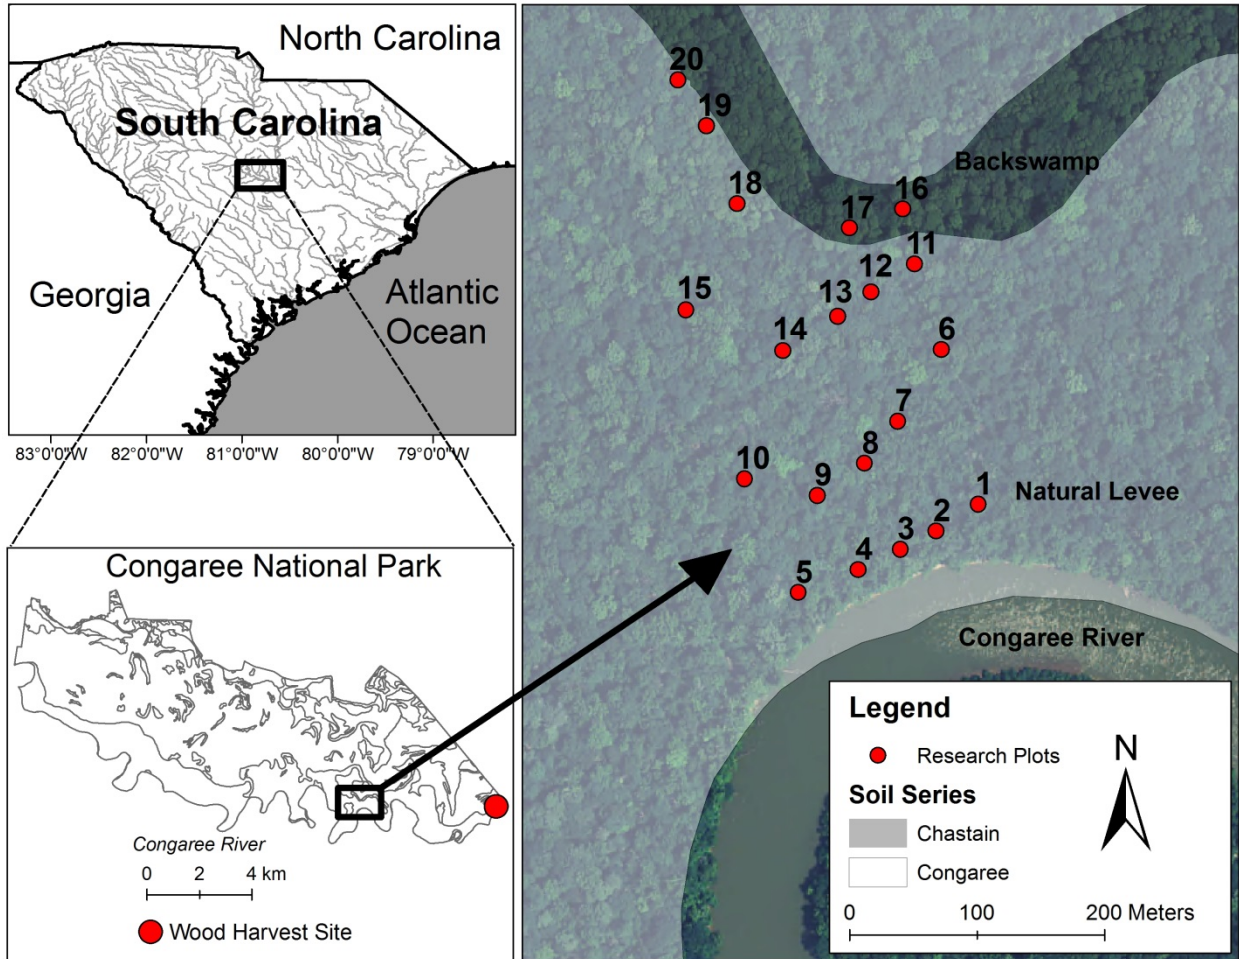 North Carolina
South Carolina
Georgia
Atlantic
Ocean
83°0'0"W 82°0'0"W 81°0'0"W 80°0'0"W 79°0'0"W
Congaree National Park
Congaree River
0 2 4 km
Wood Harvest Site
20
19
18
17
16
Backswamp
11
12
13
14
15
6
7
8
9
10
1
2
3
4
5
Natural Levee
Congaree River
Legend
Research Plots
Soil Series
Chastain
Congaree
N
0 100 200 Meters